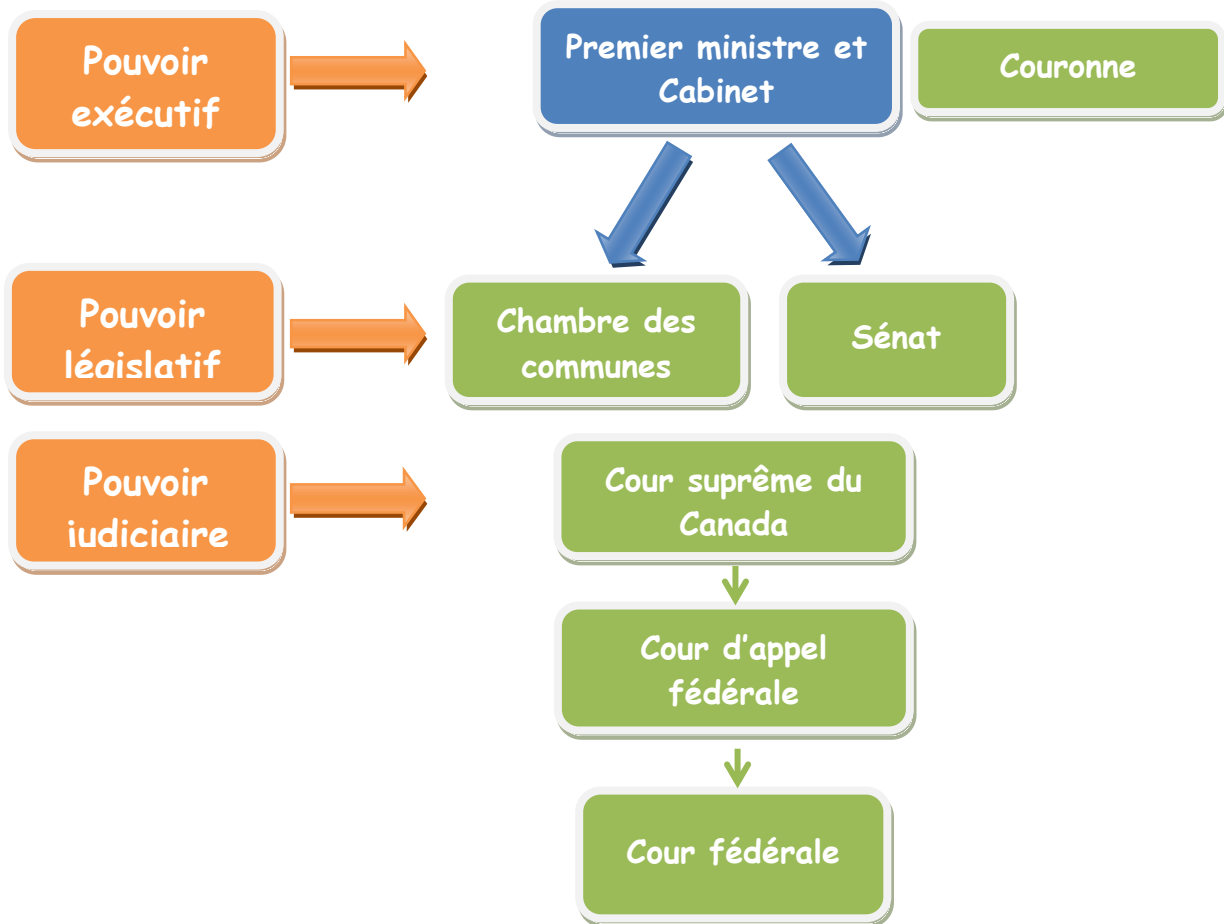 Pouvoir
exécutif
Premier ministre et
Cabinet
Couronne
Pouvoir
législatif
Chambre des
communes
Sénat
Pouvoir
judiciaire
Cour suprême du
Canada
Cour d'appel
fédérale
Cour fédérale